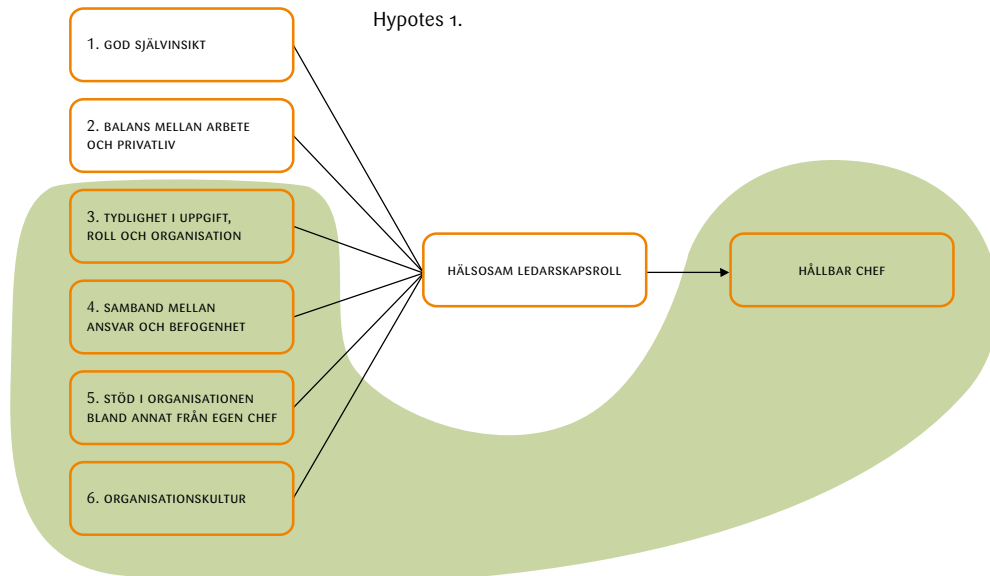 Hypotes 1.
1. GOD SJÄLVINSIKT
2. BALANS MELLAN ARBETE
OCH PRIVATLIV
3. TYDLIGHET I UPPGIFT,
ROLL OCH ORGANISATION
4. SAMBAND MELLAN
ANSVAR OCH BEFOGENHET
5. STÖD I ORGANISATIONEN
BLAND ANNAT FRÅN EGEN CHEF
6. ORGANISATIONSKULTUR
HÄLSOSAM LEDARSKAPSROLL
HÅLLBAR CHEF